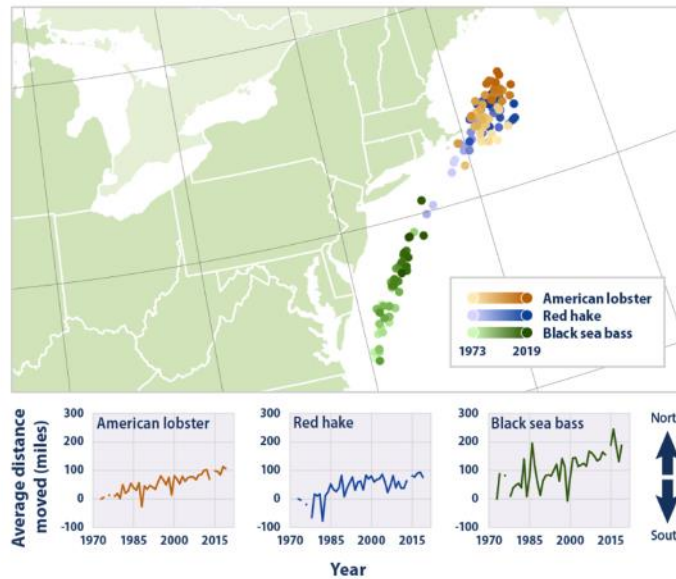 American lobster
Red hake
Black sea bass
1973 2019
Average distance
moved (miles)
300
200
100
0
-100
American lobster
1970 1985 2000 2015
300
200
100
0
-100
Red hake
1970 1985 2000 2015
300
200
100
0
-100
Black sea bass
1970 1985 2000 2015
Nort
South
Year